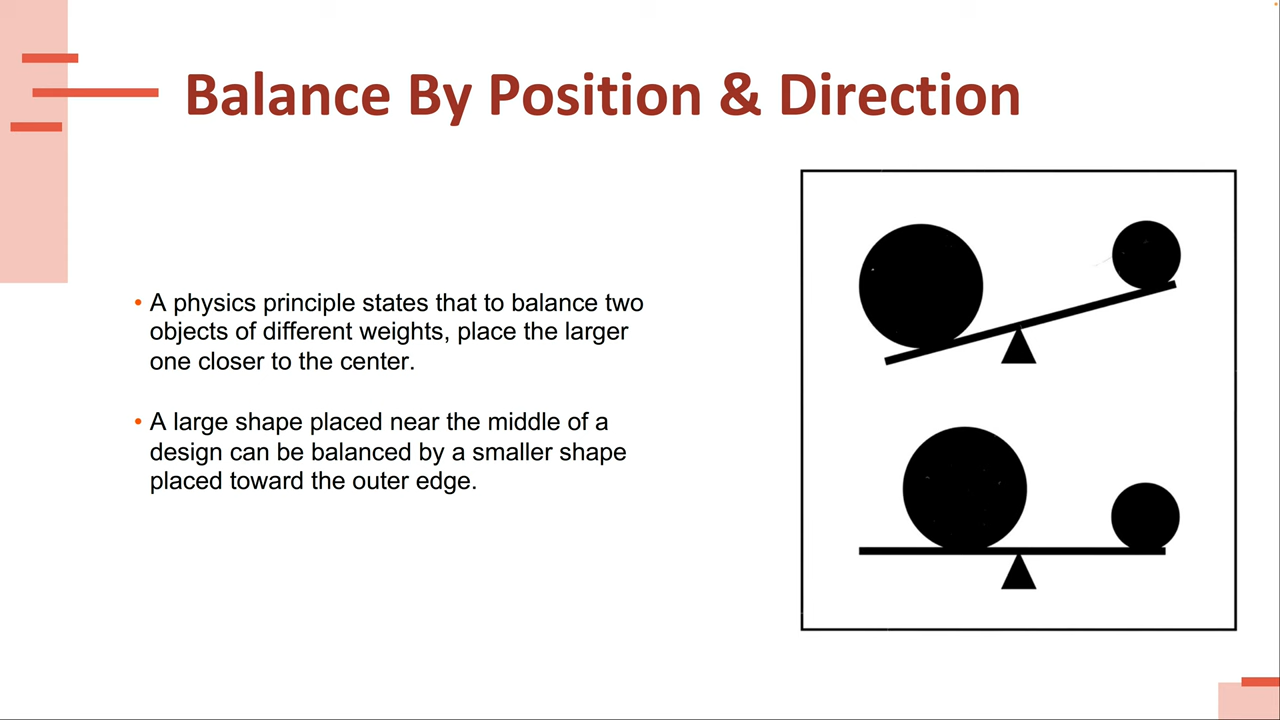 Balance By Position & Direction
• A physics principle states that to balance two
objects of different weights, place the larger
one closer to the center.
• A large shape placed near the middle of a
design can be balanced by a smaller shape
placed toward the outer edge.